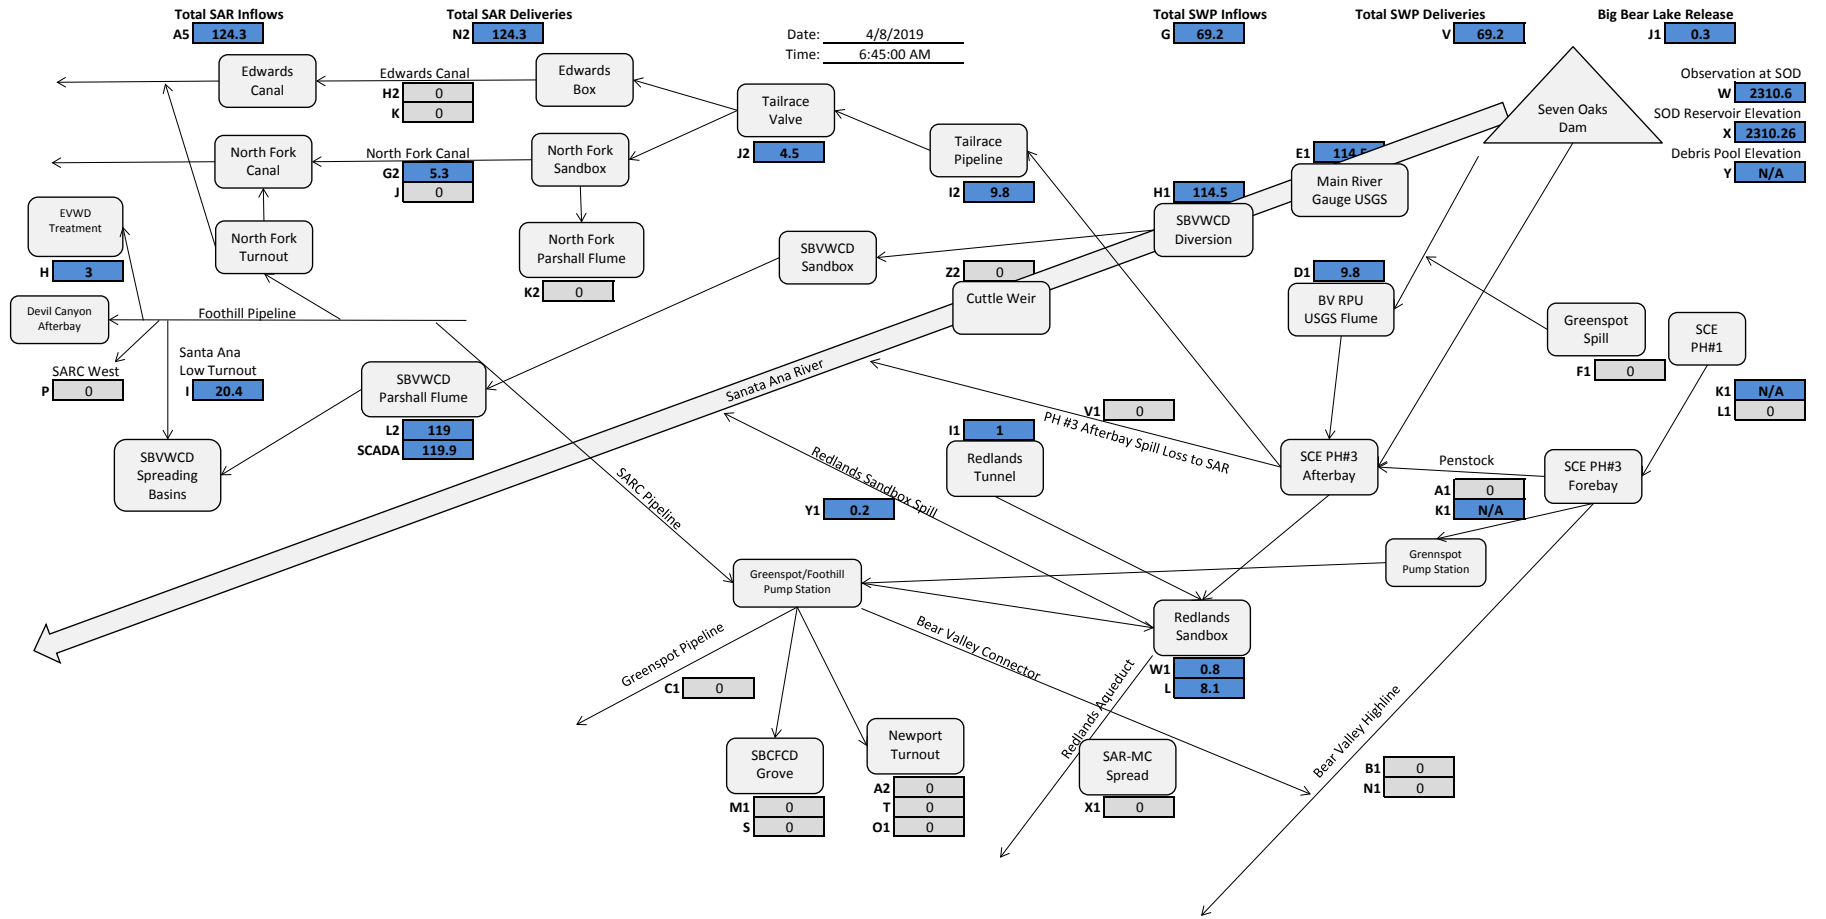 Total SAR Inflows
A5 124.3
Total SAR Deliveries
N2 124.3
Date: 4/8/2019
Time: 6:45:00 AM
Total SWP Inflows
G 69.2
Total SWP Deliveries
V 69.2
Big Bear Lake Release
J1 0.3
Observation at SOD
W 2310.6
SOD Reservoir Elevation
X 2310.26
Debris Pool Elevation
Y N/A
Seven Oaks
Dam
Edwards
Canal
Edwards Canal
H2 0
K 0
Edwards
Box
Tailrace
Valve
J2 4.5
Tailrace
Pipeline
I2 9.8
E1 114.5
Main River
Gauge USGS
H1 114.5
SBVWCD
Diversion
North Fork
Canal
North Fork Canal
G2 5.3
J 0
North Fork
Sandbox
EVWD
Treatment
H 3
North Fork
Turnout
North Fork
Parshall Flume
K2 0
SBVWCD
Sandbox
Z2 0
Cuttle Weir
D1 9.8
BV RPU
USGS Flume
Greenspot
Spill
F1 0
SCE
PH#1
K1 N/A
L1 0
Devil Canyon
Afterbay
Foothill Pipeline
SARC West
P 0
Santa Ana
Low Turnout
I 20.4
SBVWCD
Parshall Flume
L2 119
SCADA 119.9
Sanata Ana River
V1 0
PH #3 Afterbay Spill Loss to SAR
I1 1
Redlands
Tunnel
SCE PH#3
Afterbay
Penstock
A1 0
K1 N/A
SCE PH#3
Forebay
SBVWCD
Spreading
Basins
SARC Pipeline
Redlands Sandbox Spill
Y1 0.2
Grennspot
Pump Station
Greenspot/Foothill
Pump Station
Redlands
Sandbox
W1 0.8
L 8.1
Greenspot Pipeline
C1 0
Bear Valley Connector
Redlands Aqueduct
Bear Valley Highline
SBCFCD
Grove
M1 0
S 0
Newport
Turnout
A2 0
T 0
O1 0
SAR-MC
Spread
X1 0
B1 0
N1 0